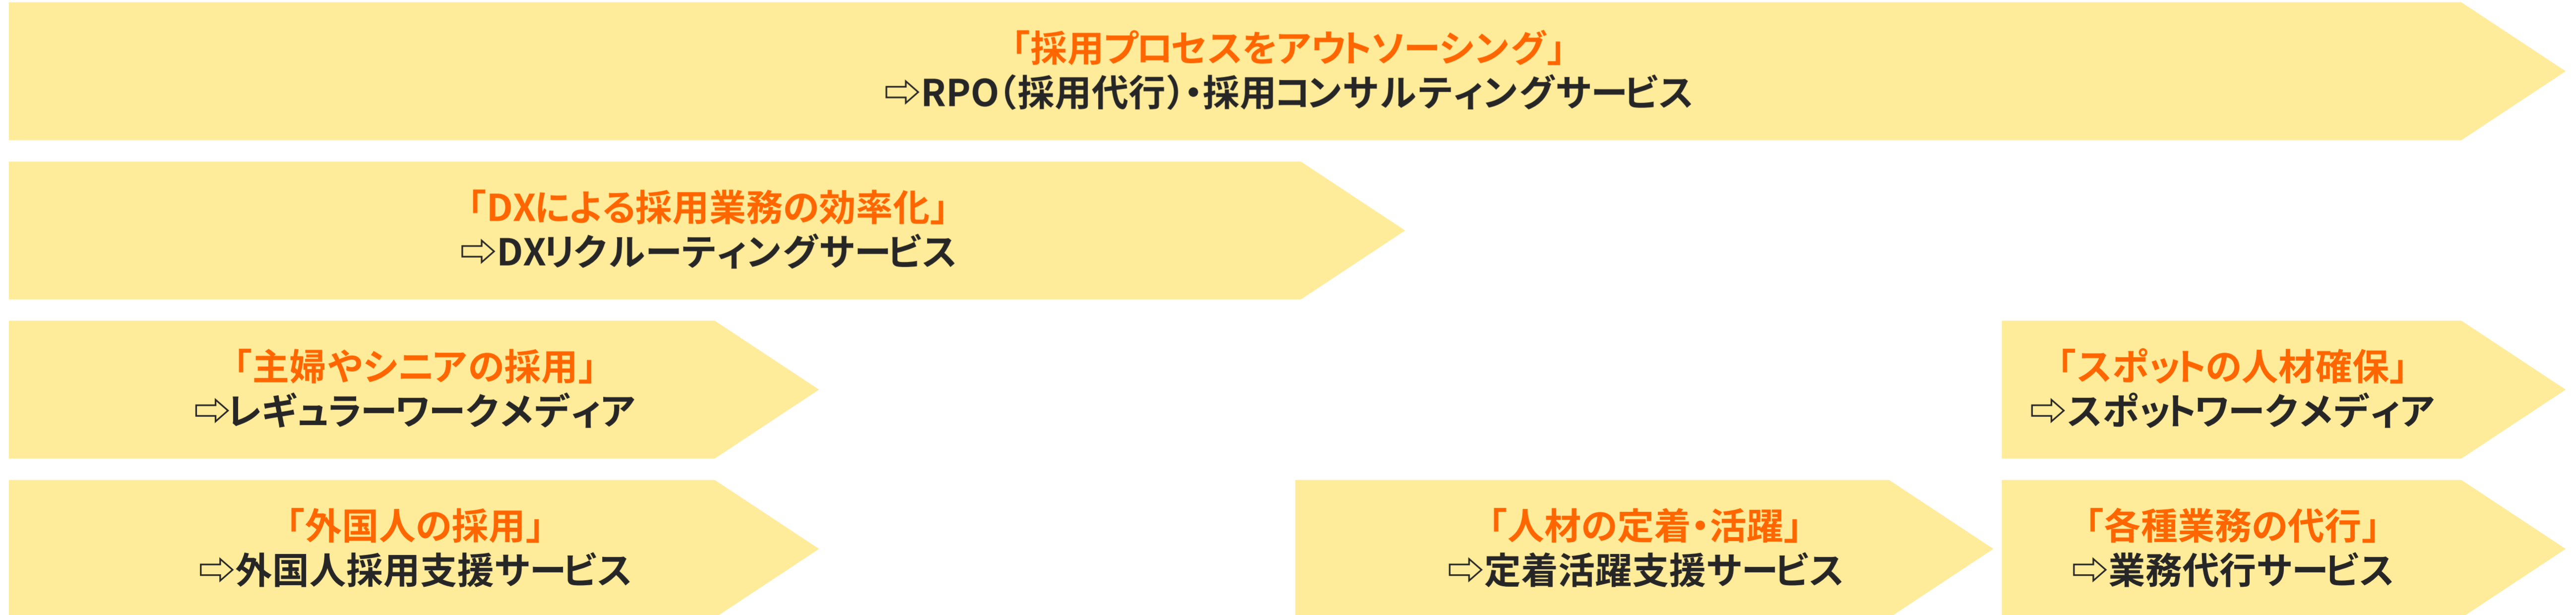 「採用プロセスをアウトソーシング」
⇨RPO（採用代行）・採用コンサルティングサービス
「DXによる採用業務の効率化」
⇨DXリクルーティングサービス
「主婦やシニアの採用」
⇨レギュラーワークメディア
「スポットの人材確保」
⇨スポットワークメディア
「外国人の採用」
⇨外国人採用支援サービス
「人材の定着・活躍」
⇨定着活躍支援サービス
「各種業務の代行」
⇨業務代行サービス